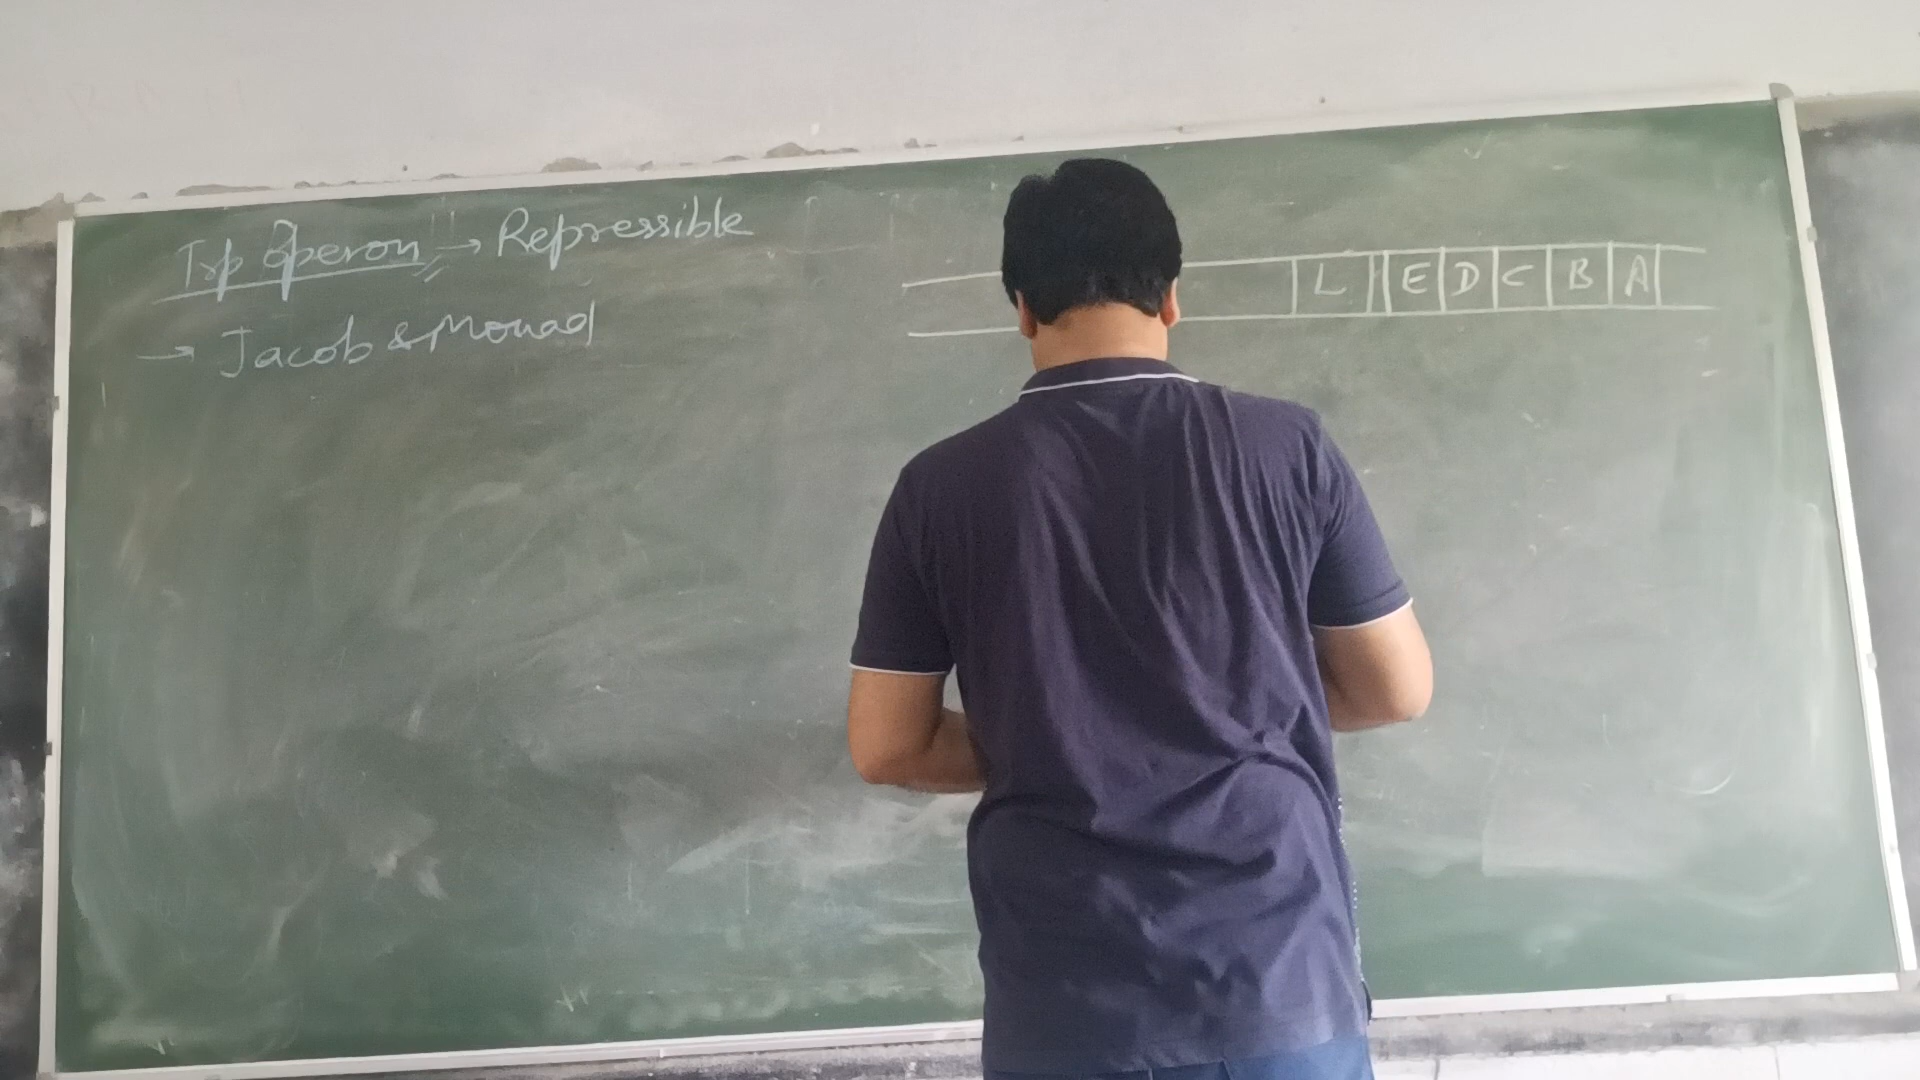 Trp Operon → Repressible
→ Jacob & Monad
L E D C B A